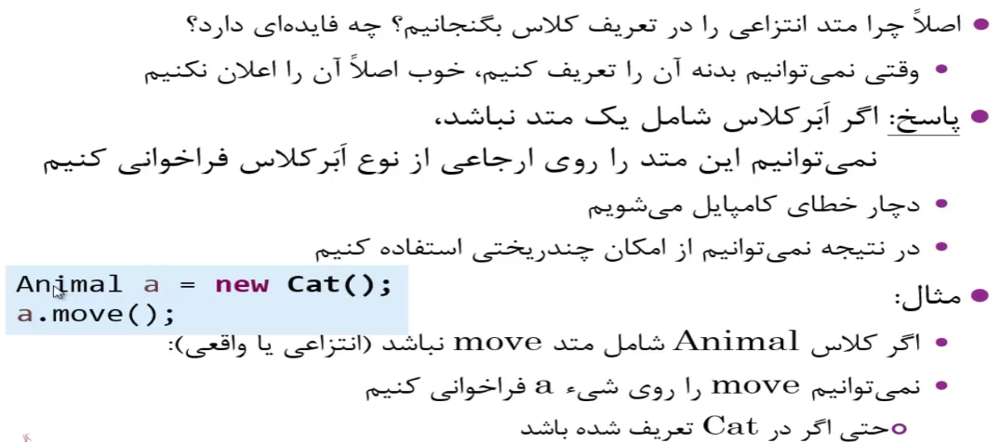 اصلاً چرا متد انتزاعی را در تعریف کلاس بگنجانیم؟ چه فایده‌ای دارد؟
وقتی نمی‌توانیم بدنه آن را تعریف کنیم، خوب اصلاً آن را اعلان نکنیم
پاسخ: اگر اَبَرکلاس شامل یک متد نباشد،
نمی‌توانیم این متد را روی ارجاعی از نوع اَبَرکلاس فراخوانی کنیم
دچار خطای کامپایل می‌شویم
در نتیجه نمی‌توانیم از امکان چندریختی استفاده کنیم
مثال:
Animal a = new Cat();
a.move();
اگر کلاس Animal شامل متد move نباشد (انتزاعی یا واقعی):
نمی‌توانیم move را روی شیء a فراخوانی کنیم
حتی اگر در Cat تعریف شده باشد